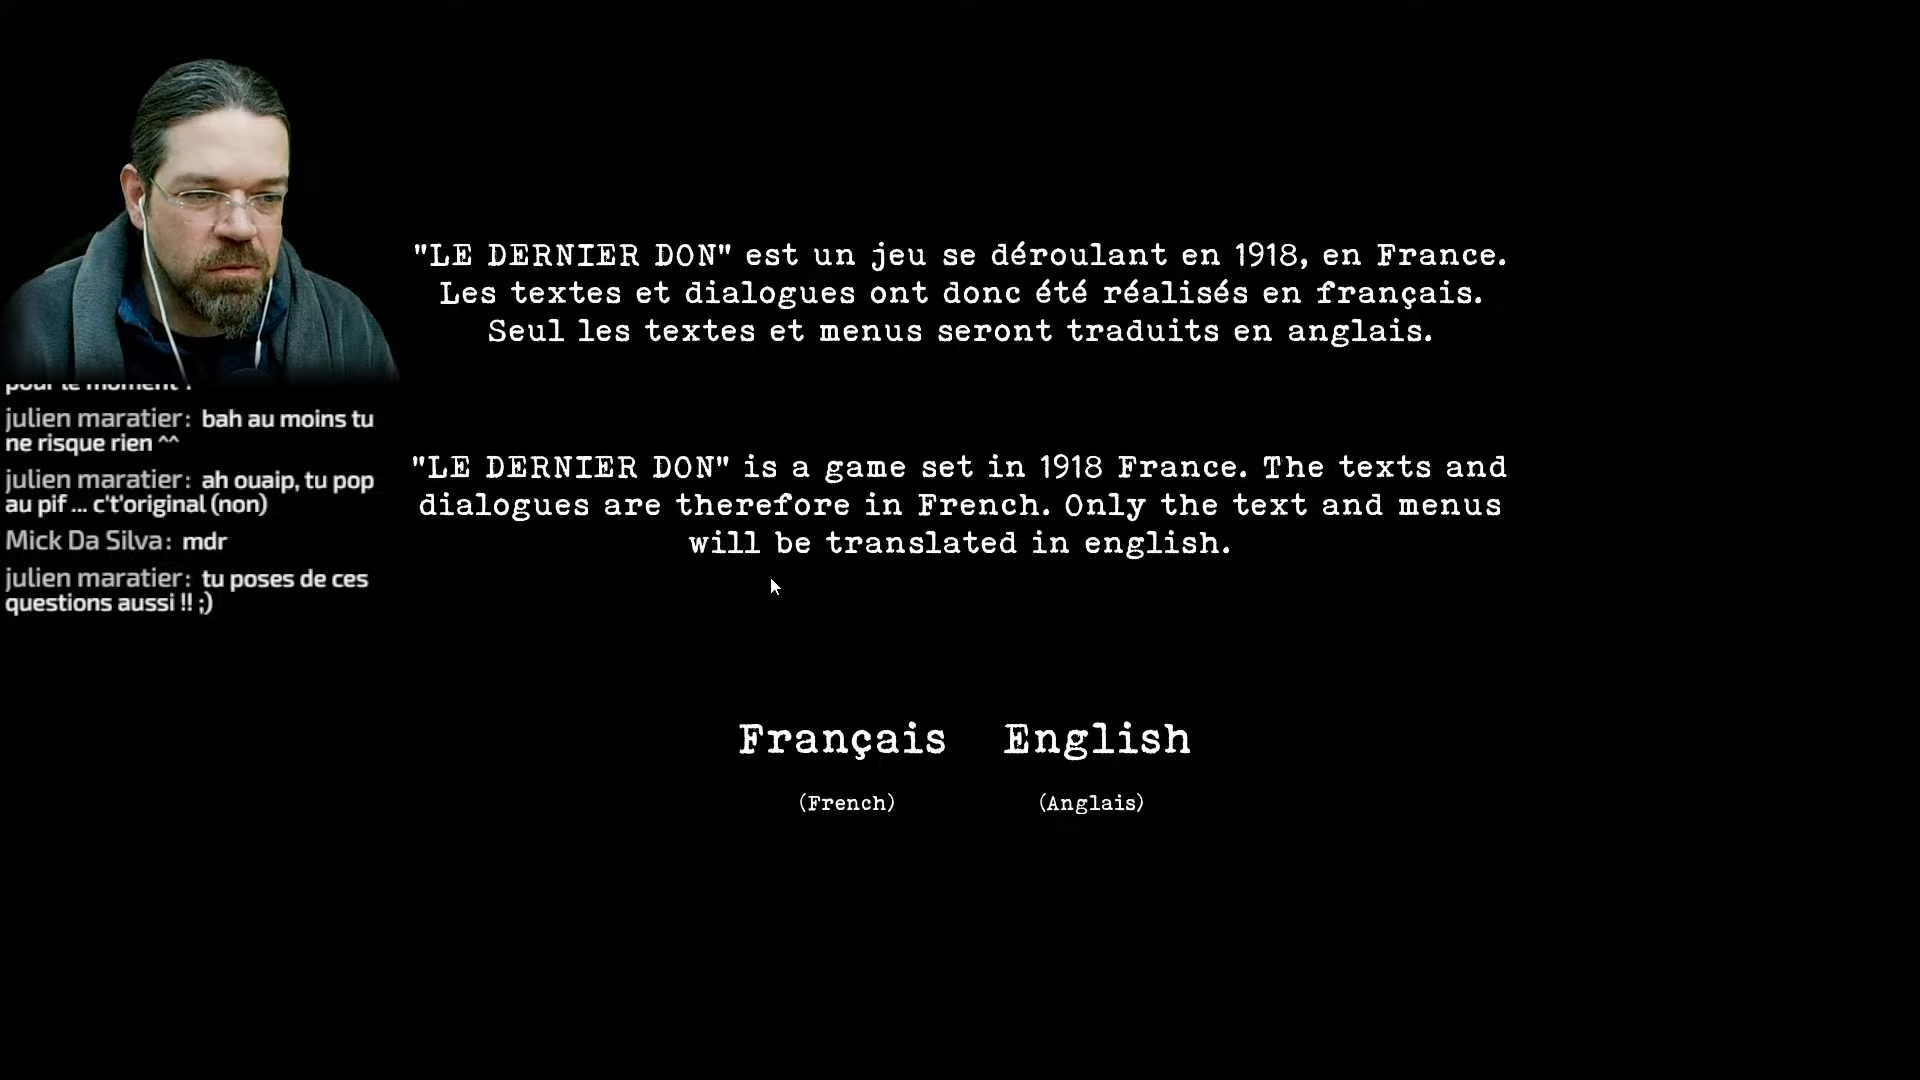 "LE DERNIER DON" est un jeu se déroulant en 1918, en France.
Les textes et dialogues ont donc été réalisés en français.
Seul les textes et menus seront traduits en anglais.
pour le moment
julien maratier: bah au moins tu
ne risque rien ^^
julien maratier: ah ouaip, tu pop
au pif ... c't'original (non)
Mick Da Silva: mdr
julien maratier: tu poses de ces
questions aussi !! ;)
"LE DERNIER DON" is a game set in 1918 France. The texts and
dialogues are therefore in French. Only the text and menus
will be translated in english.
Français English
(French) (Anglais)